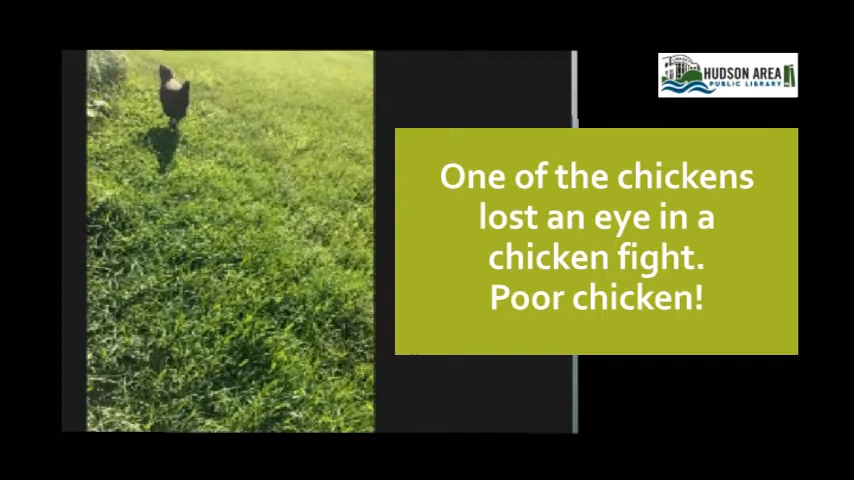 HUDSON AREA
PUBLIC LIBRARY
One of the chickens
lost an eye in a
chicken fight.
Poor chicken!